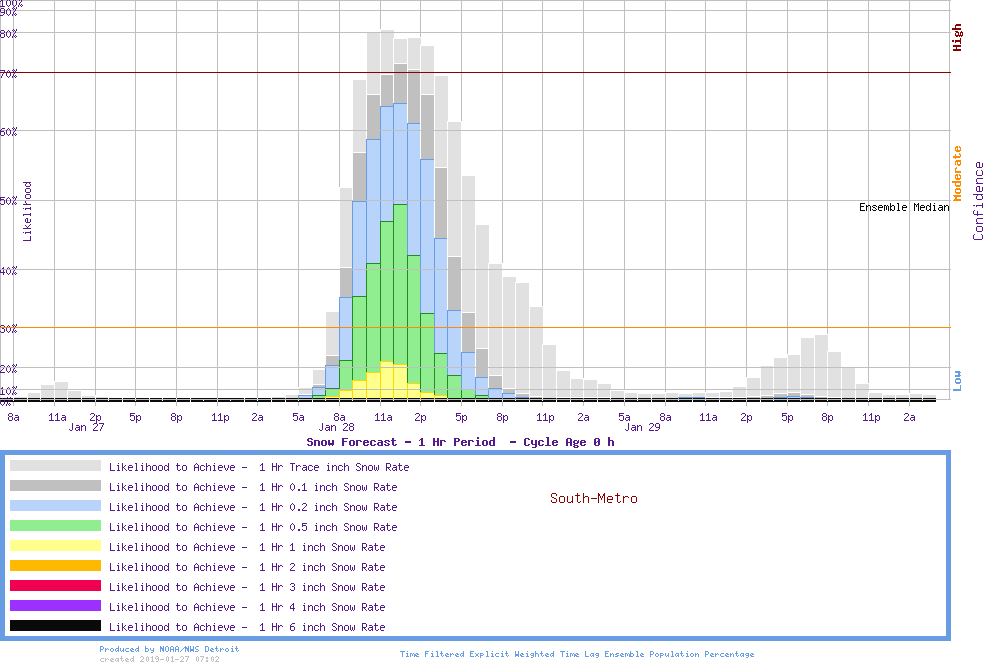 100%
90%
80%
70%
60%
50%
40%
30%
20%
10%
0%
Likelihood
High
Moderate
Low
Confidence
Ensemble Median
8a 11a 2p 5p 8p 11p 2a 5a 8a 11a 2p 5p 8p 11p 2a 5a 8a 11a 2p 5p 8p 11p 2a
Jan 27 Jan 28 Jan 29
Snow Forecast - 1 Hr Period - Cycle Age 0 h
Likelihood to Achieve - 1 Hr Trace inch Snow Rate
Likelihood to Achieve - 1 Hr 0.1 inch Snow Rate
Likelihood to Achieve - 1 Hr 0.2 inch Snow Rate
Likelihood to Achieve - 1 Hr 0.5 inch Snow Rate
Likelihood to Achieve - 1 Hr 1 inch Snow Rate
Likelihood to Achieve - 1 Hr 2 inch Snow Rate
Likelihood to Achieve - 1 Hr 3 inch Snow Rate
Likelihood to Achieve - 1 Hr 4 inch Snow Rate
Likelihood to Achieve - 1 Hr 6 inch Snow Rate
South-Metro
Produced by NOAA/NWS Detroit
created 2019-01-27 07:02
Time Filtered Explicit Weighted Time Lag Ensemble Population Percentage